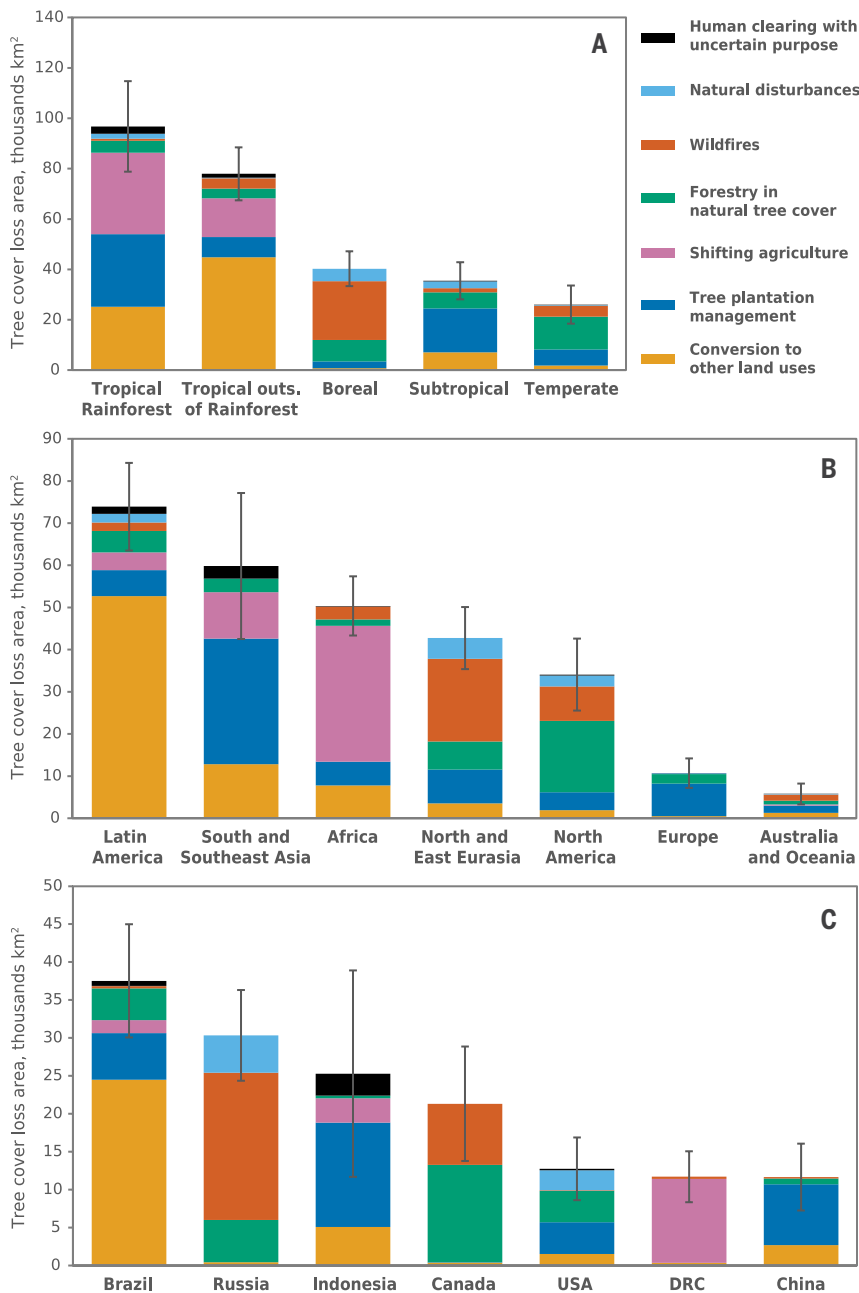 Tree cover loss area, thousands km²
140
120
100
80
60
40
20
0
A
Tropical
Rainforest
Tropical outs.
of Rainforest
Boreal
Subtropical
Temperate
Human clearing with
uncertain purpose
Natural disturbances
Wildfires
Forestry in
natural tree cover
Shifting agriculture
Tree plantation
management
Conversion to
other land uses
Tree cover loss area, thousands km²
90
80
70
60
50
40
30
20
10
0
B
Latin
America
South and
Southeast Asia
Africa
North and
East Eurasia
North
America
Europe
Australia
and Oceania
Tree cover loss area, thousands km²
50
45
40
35
30
25
20
15
10
5
0
C
Brazil
Russia
Indonesia
Canada
USA
DRC
China